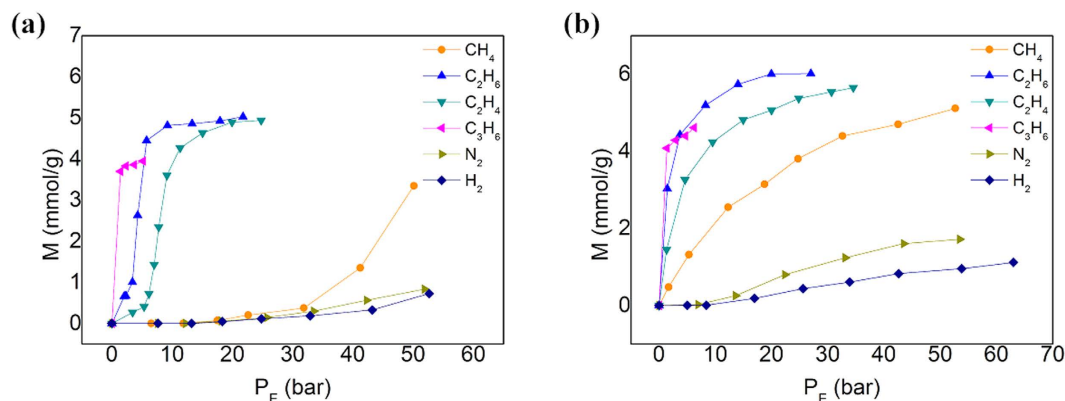 (a)
7
6
5
4
3
2
1
0
M (mmol/g)
0 10 20 30 40 50 60
P_E (bar)
CH₄
C₂H₆
C₂H₄
C₃H₆
N₂
H₂
(b)
6
4
2
0
M (mmol/g)
0 10 20 30 40 50 60 70
P_E (bar)
CH₄
C₂H₆
C₂H₄
C₃H₆
N₂
H₂